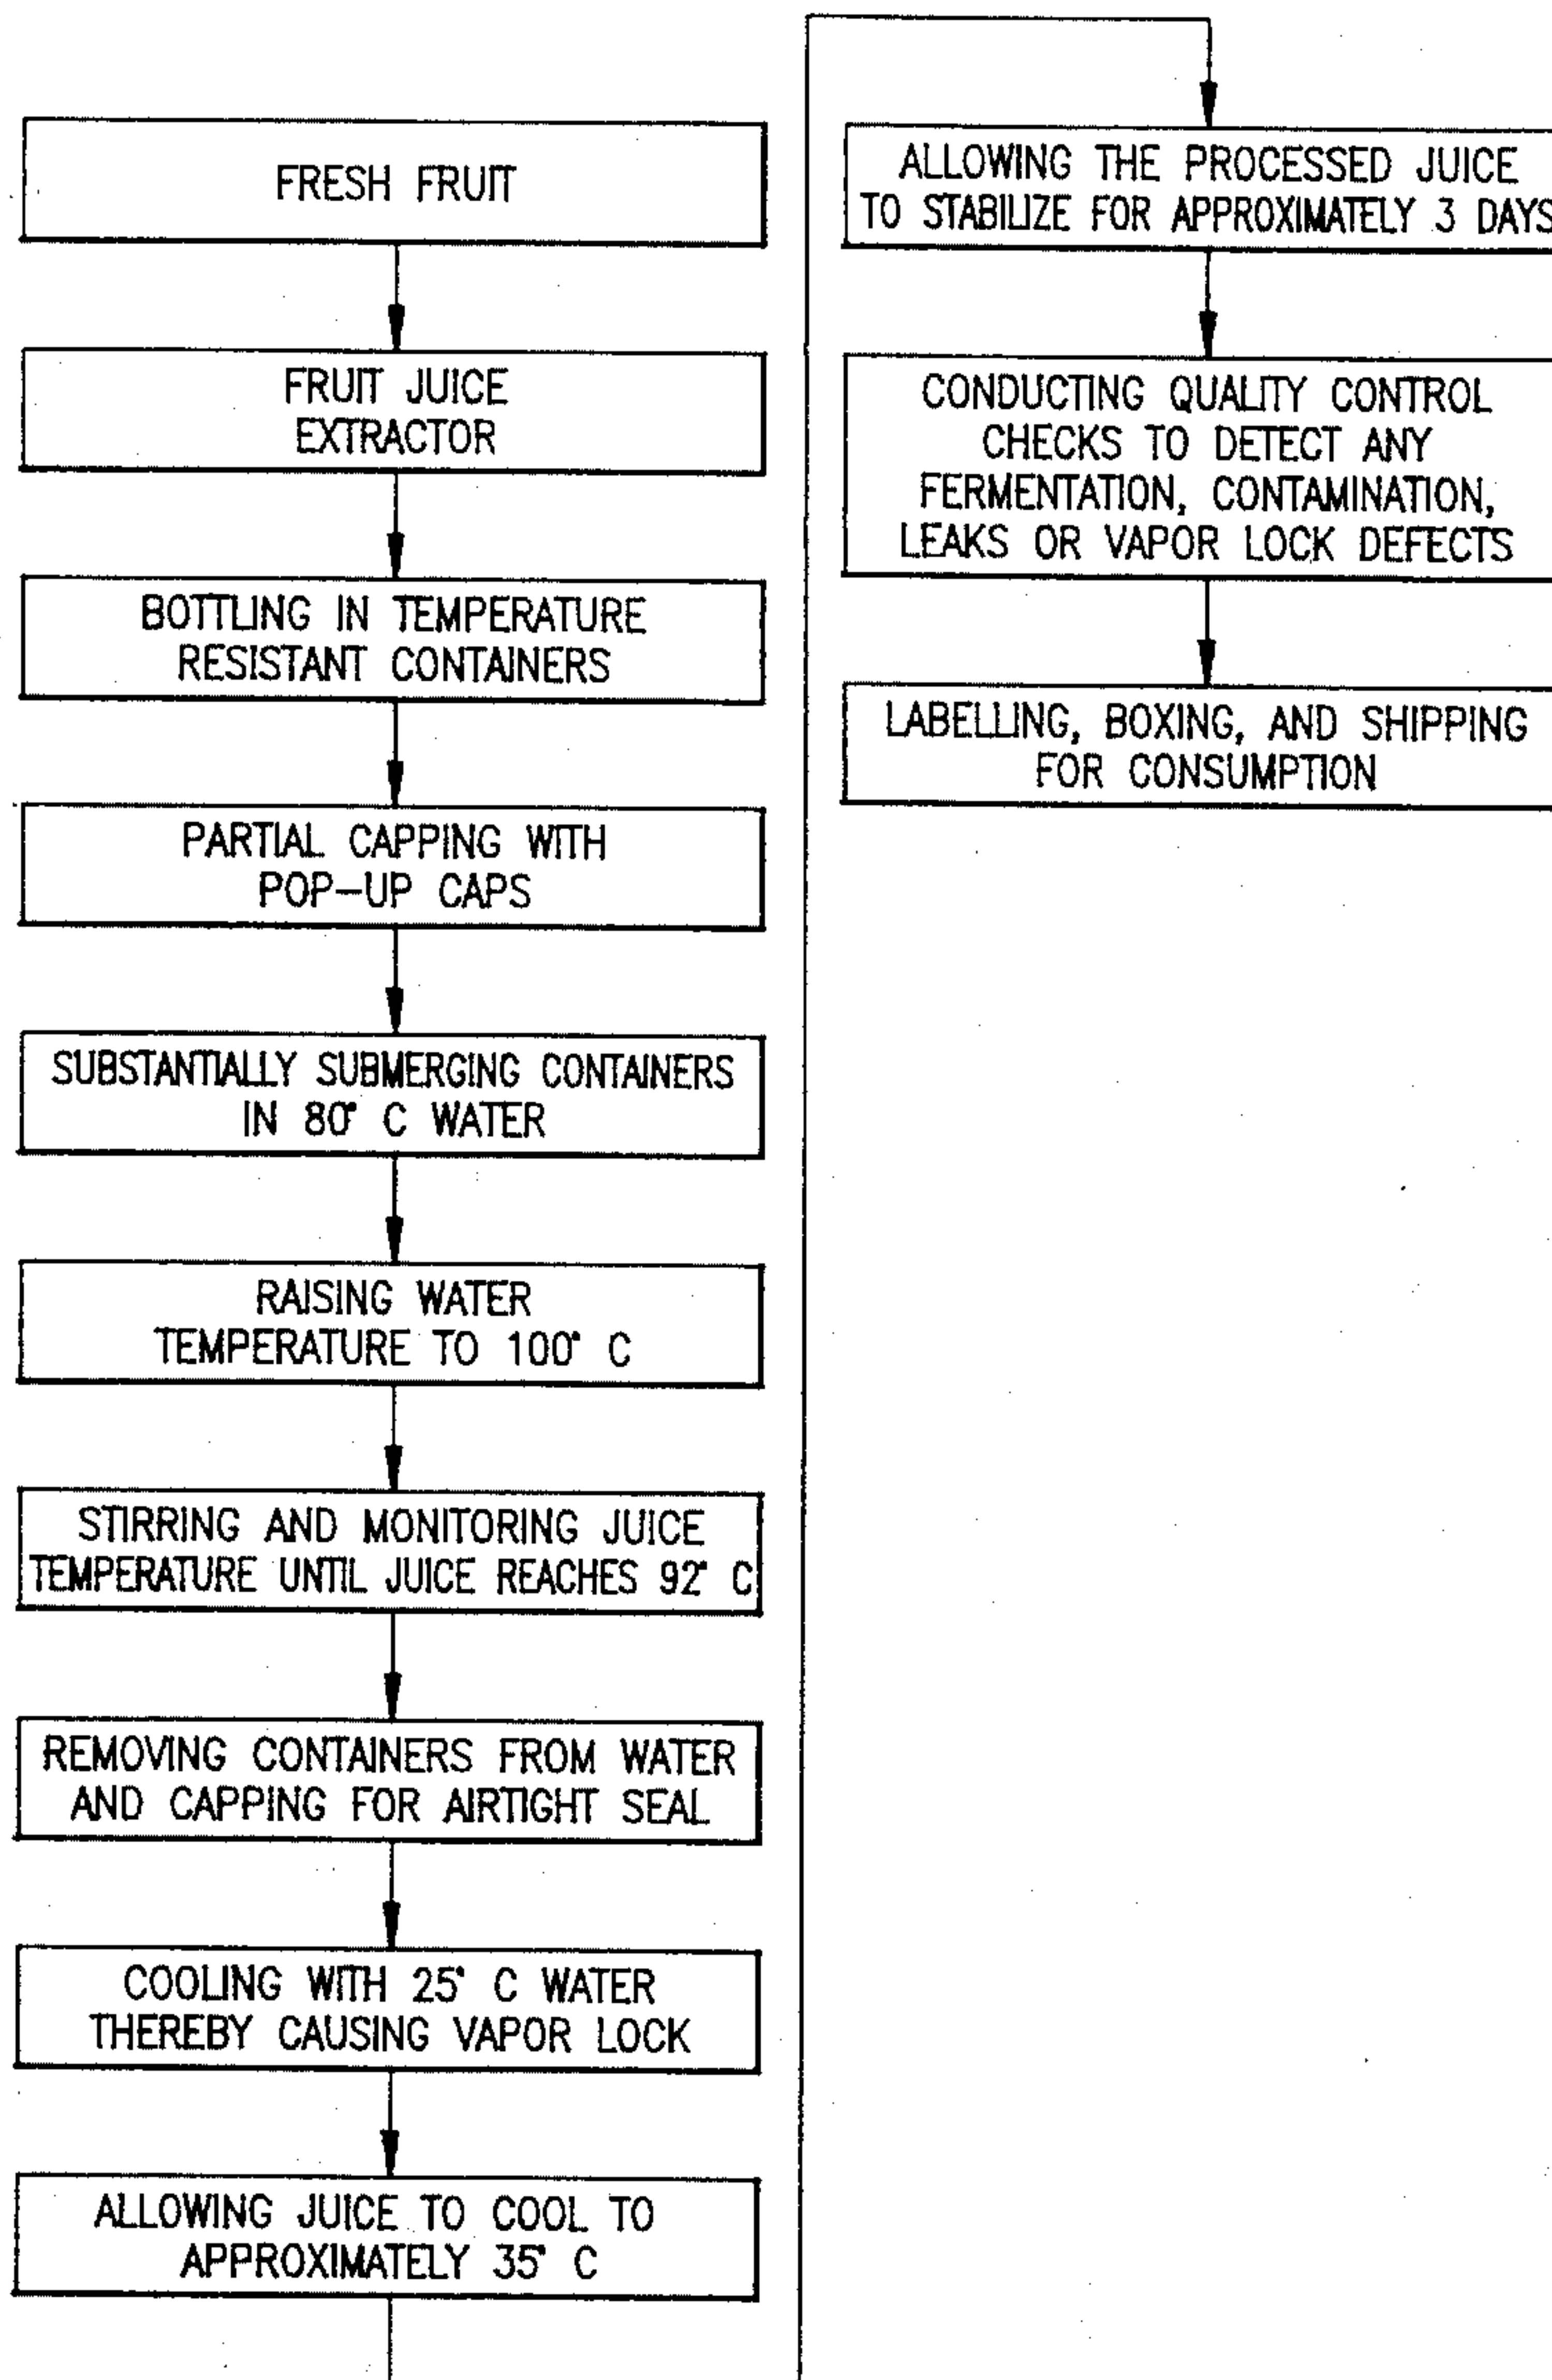 FRESH FRUIT
FRUIT JUICE
EXTRACTOR
BOTTLING IN TEMPERATURE
RESISTANT CONTAINERS
PARTIAL CAPPING WITH
POP-UP CAPS
SUBSTANTIALLY SUBMERGING CONTAINERS
IN 80° C WATER
RAISING WATER
TEMPERATURE TO 100° C
STIRRING AND MONITORING JUICE
TEMPERATURE UNTIL JUICE REACHES 92° C
REMOVING CONTAINERS FROM WATER
AND CAPPING FOR AIRTIGHT SEAL
COOLING WITH 25° C WATER
THEREBY CAUSING VAPOR LOCK
ALLOWING JUICE TO COOL TO
APPROXIMATELY 35° C
ALLOWING THE PROCESSED JUICE
TO STABILIZE FOR APPROXIMATELY 3 DAYS
CONDUCTING QUALITY CONTROL
CHECKS TO DETECT ANY
FERMENTATION, CONTAMINATION,
LEAKS OR VAPOR LOCK DEFECTS
LABELLING, BOXING, AND SHIPPING
FOR CONSUMPTION